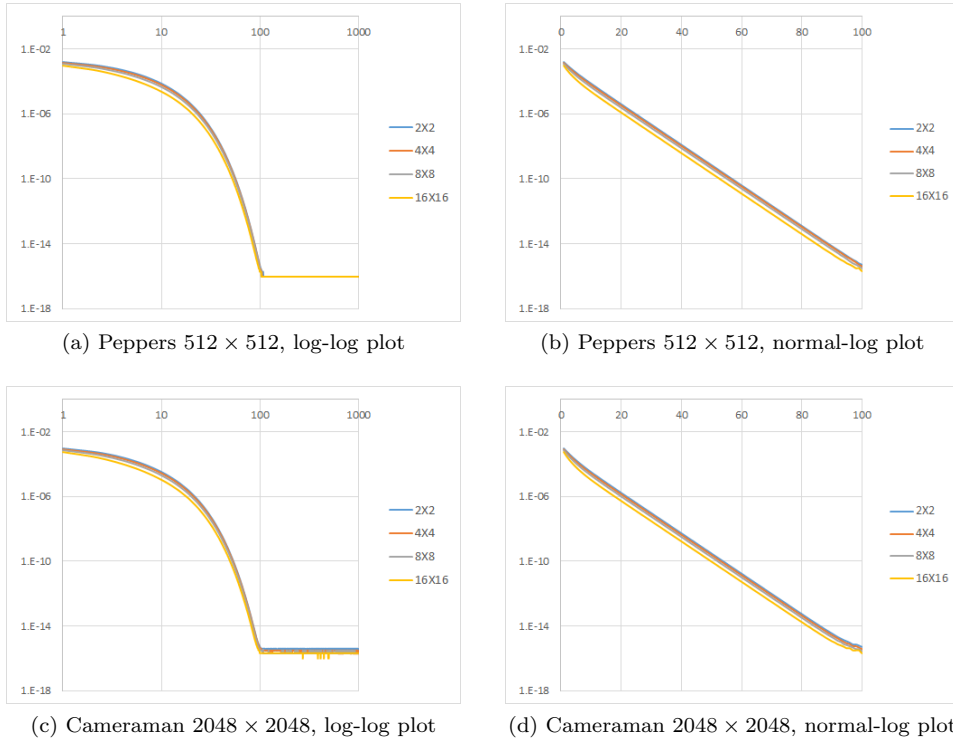 1 10 100 1000
1.E-02
1.E-06
1.E-10
1.E-14
1.E-18
2X2
4X4
8X8
16X16
(a) Peppers 512 × 512, log-log plot
0 20 40 60 80 100
1.E-02
1.E-06
1.E-10
1.E-14
1.E-18
2X2
4X4
8X8
16X16
(b) Peppers 512 × 512, normal-log plot
1 10 100 1000
1.E-02
1.E-06
1.E-10
1.E-14
1.E-18
2X2
4X4
8X8
16X16
(c) Cameraman 2048 × 2048, log-log plot
0 20 40 60 80 100
1.E-02
1.E-06
1.E-10
1.E-14
1.E-18
2X2
4X4
8X8
16X16
(d) Cameraman 2048 × 2048, normal-log plot